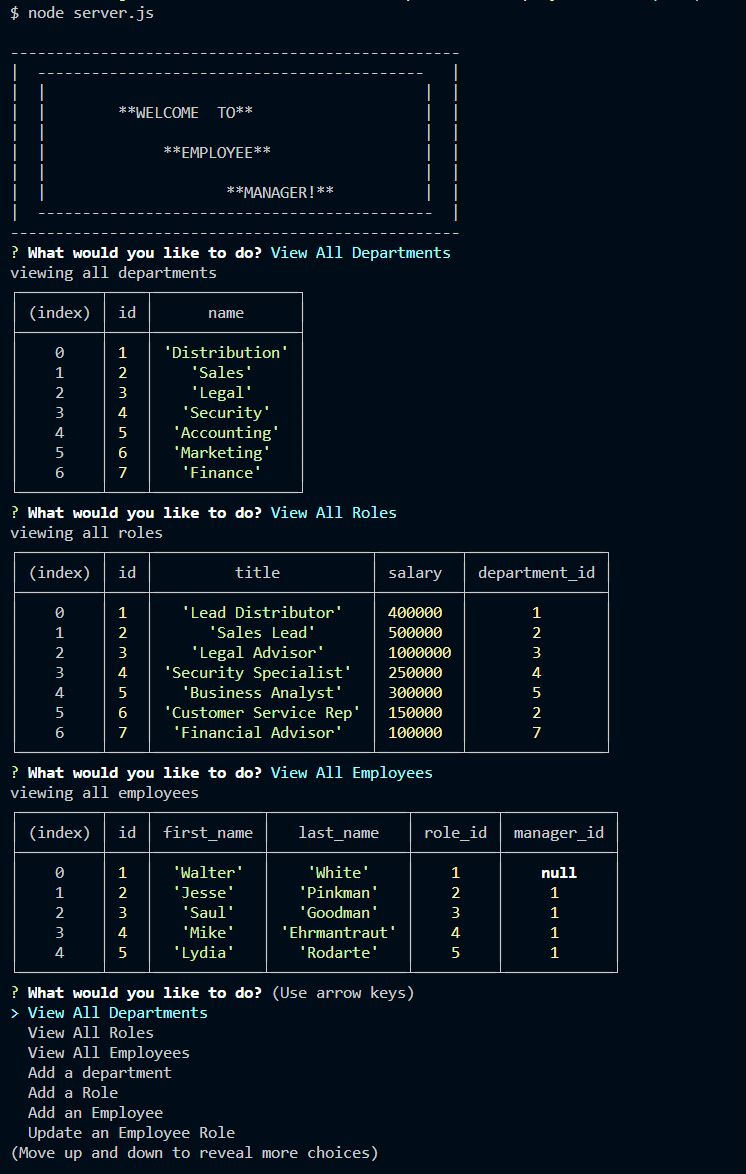 $ node server.js
**WELCOME  TO**
**EMPLOYEE**
**MANAGER!**
? What would you like to do? View All Departments
viewing all departments
(index) id name
0 1 'Distribution'
1 2 'Sales'
2 3 'Legal'
3 4 'Security'
4 5 'Accounting'
5 6 'Marketing'
6 7 'Finance'
? What would you like to do? View All Roles
viewing all roles
(index) id title salary department_id
0 1 'Lead Distributor' 400000 1
1 2 'Sales Lead' 500000 2
2 3 'Legal Advisor' 1000000 3
3 4 'Security Specialist' 250000 4
4 5 'Business Analyst' 300000 5
5 6 'Customer Service Rep' 150000 2
6 7 'Financial Advisor' 100000 7
? What would you like to do? View All Employees
viewing all employees
(index) id first_name last_name role_id manager_id
0 1 'Walter' 'White' 1 null
1 2 'Jesse' 'Pinkman' 2 1
2 3 'Saul' 'Goodman' 3 1
3 4 'Mike' 'Ehrmantraut' 4 1
4 5 'Lydia' 'Rodarte' 5 1
? What would you like to do? (Use arrow keys)
> View All Departments
View All Roles
View All Employees
Add a department
Add a Role
Add an Employee
Update an Employee Role
(Move up and down to reveal more choices)